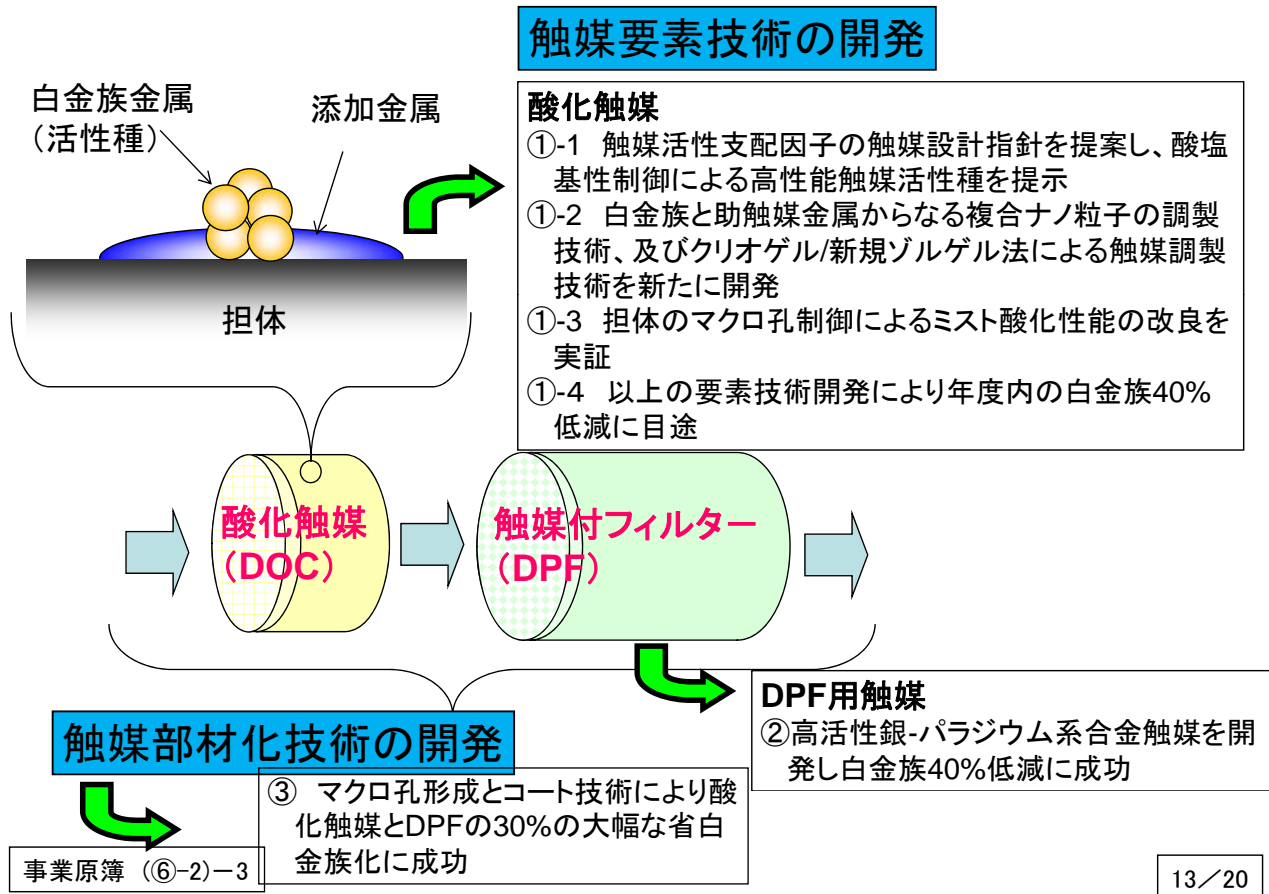 触媒要素技術の開発
白金族金属
（活性種）
添加金属
担体
酸化触媒
①-1 触媒活性支配因子の触媒設計指針を提案し、酸塩
基性制御による高性能触媒活性種を提示
①-2 白金族と助触媒金属からなる複合ナノ粒子の調製
技術、及びクリオゲル/新規ゾルゲル法による触媒調製
技術を新たに開発
①-3 担体のマクロ孔制御によるミスト酸化性能の改良を
実証
①-4 以上の要素技術開発により年度内の白金族40%
低減に目途
酸化触媒
（DOC）
触媒付フィルター
（DPF）
DPF用触媒
②高活性銀-パラジウム系合金触媒を開
発し白金族40%低減に成功
触媒部材化技術の開発
③ マクロ孔形成とコート技術により酸
化触媒とDPFの30%の大幅な省白
金族化に成功
事業原簿 （⑥-2）－3
13／20